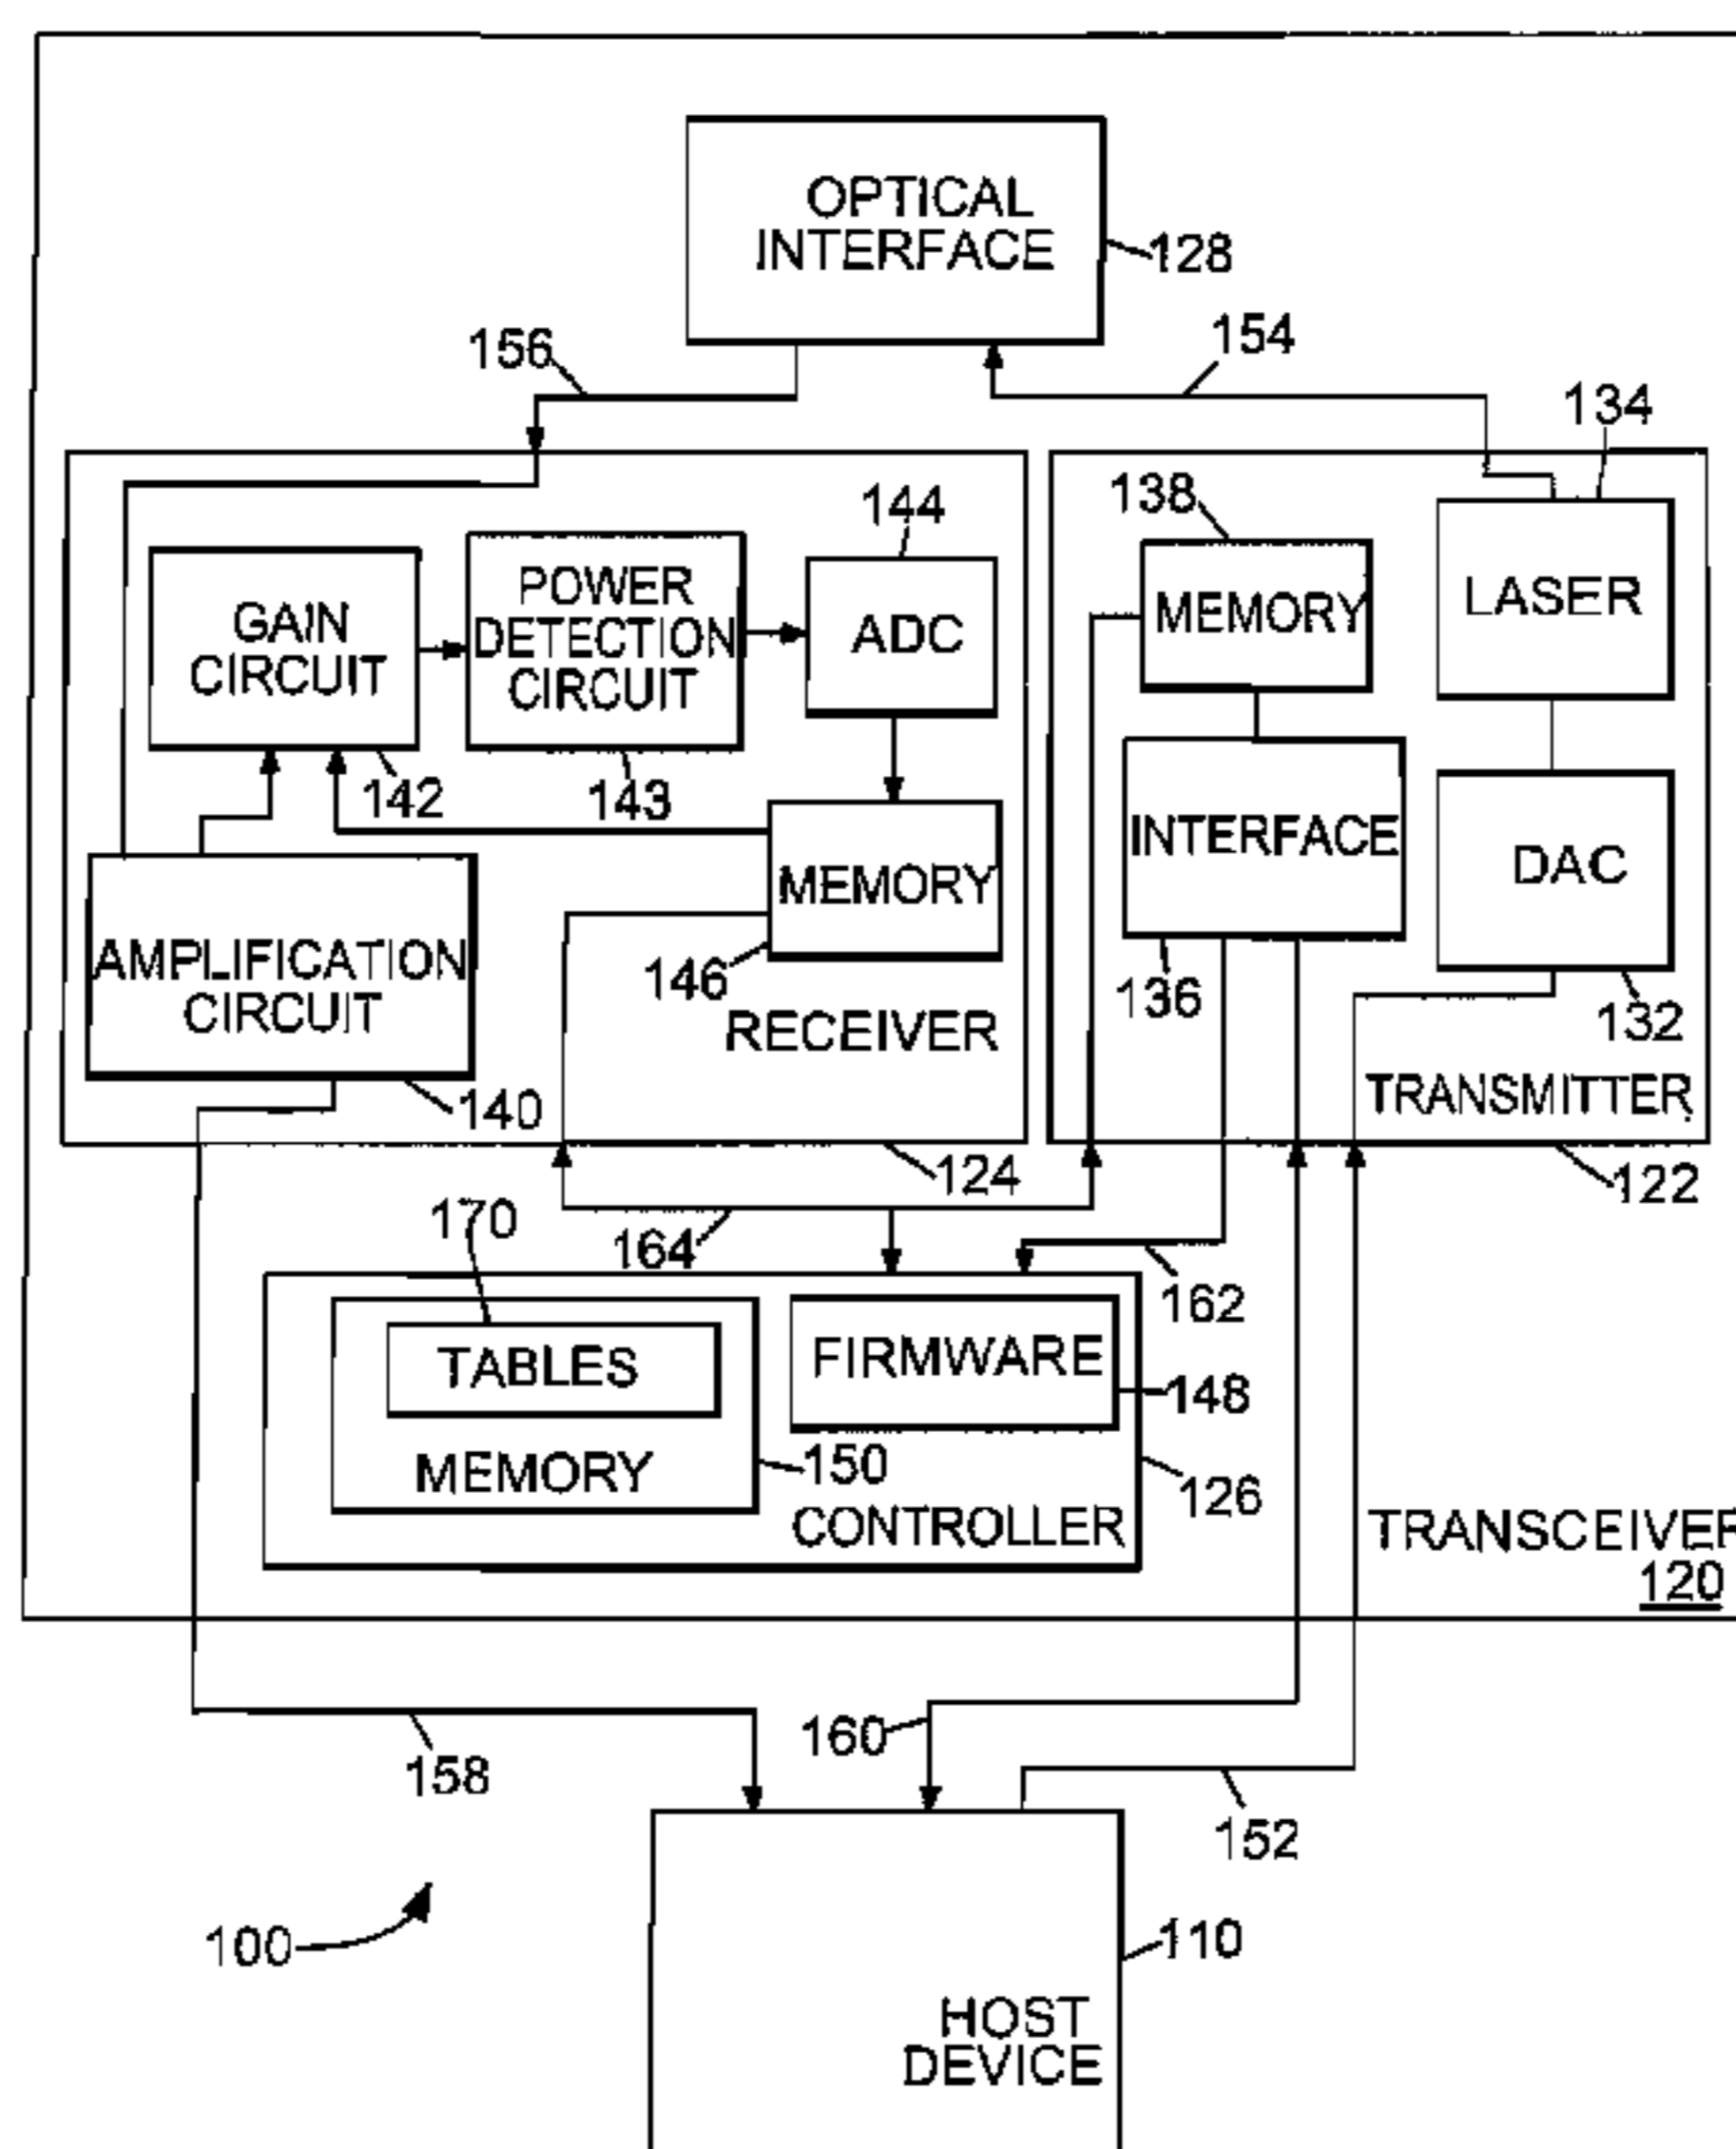 OPTICAL
INTERFACE
128
156
154
134
138
144
GAIN
CIRCUIT
POWER
DETECTION
CIRCUIT
ADC
MEMORY
LASER
142
143
INTERFACE
DAC
MEMORY
AMPLIFICATION
CIRCUIT
146
136
132
RECEIVER
TRANSMITTER
140
124
122
170
164
162
TABLES
FIRMWARE
148
MEMORY
150
126
CONTROLLER
TRANSCEIVER
120
160
158
152
100
110
HOST
DEVICE